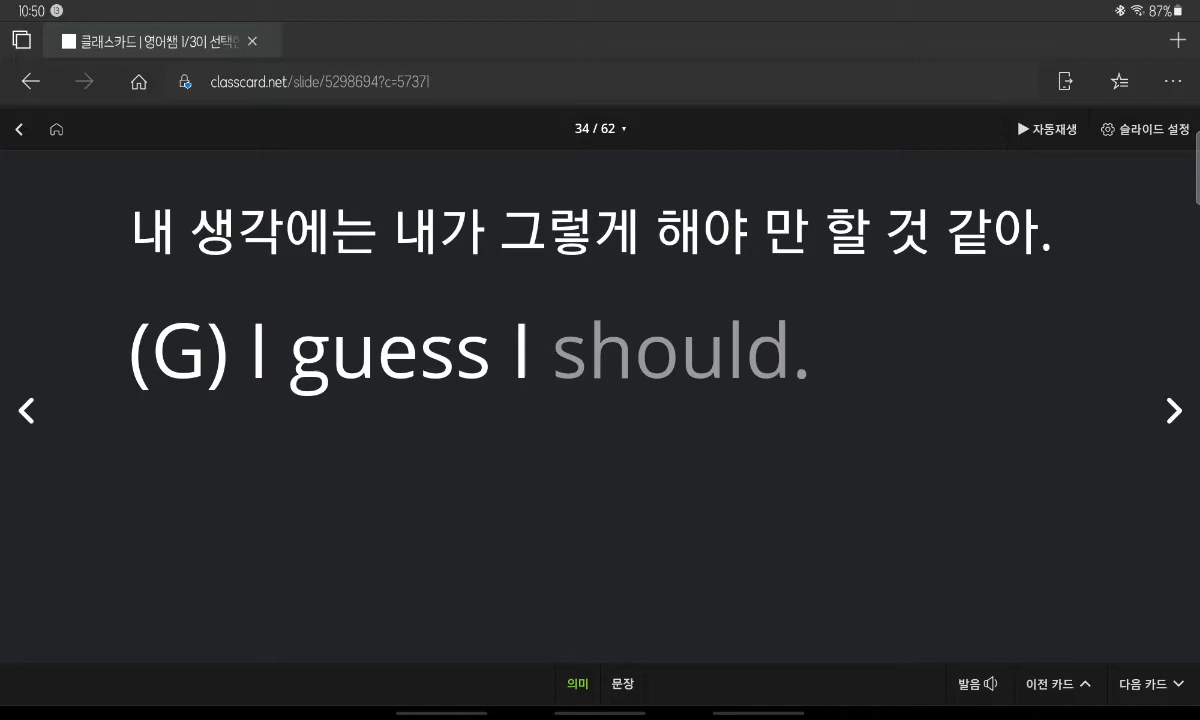 10:50 13 87%
클래스카드 | 영어쌤 1/3이 선택
classcard.net/slide/5298694?c=57371
34 / 62 자동재생 슬라이드 설정
내 생각에는 내가 그렇게 해야 만 할 것 같아.
(G) I guess I should.
의미 문장 발음 이전 카드 다음 카드